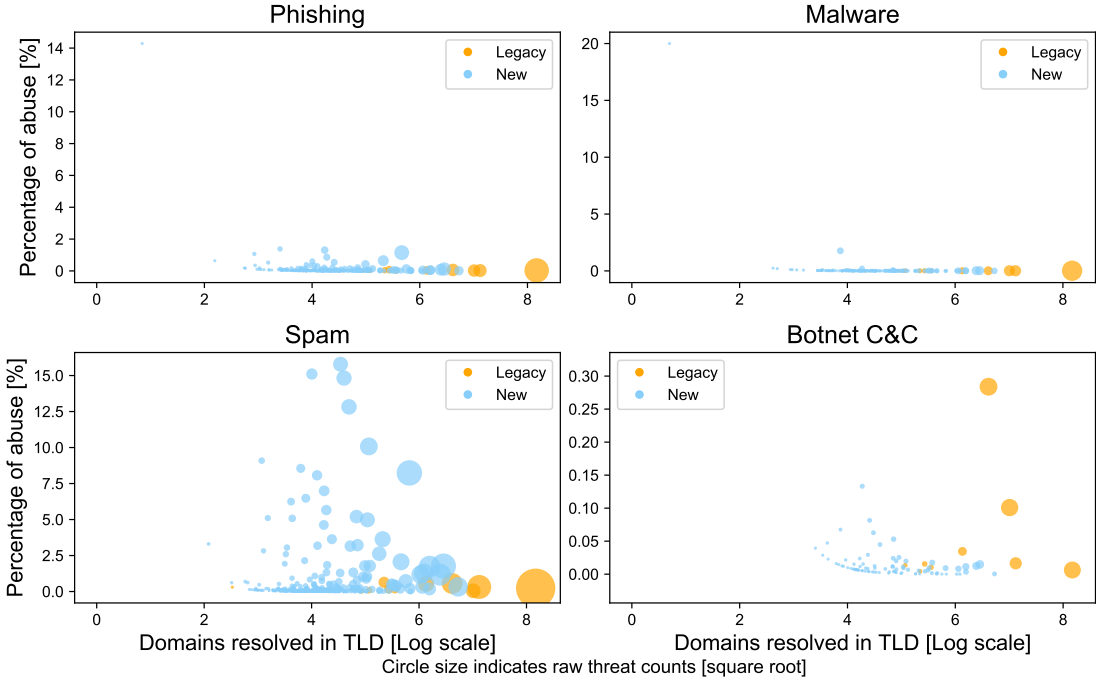 Phishing
Percentage of abuse [%]
14
12
10
8
6
4
2
0
0 2 4 6 8
Legacy
New
Malware
20
15
10
5
0
0 2 4 6 8
Legacy
New
Spam
Percentage of abuse [%]
15.0
12.5
10.0
7.5
5.0
2.5
0.0
0 2 4 6 8
Legacy
New
Domains resolved in TLD [Log scale]
Botnet C&C
0.30
0.25
0.20
0.15
0.10
0.05
0.00
0 2 4 6 8
Legacy
New
Domains resolved in TLD [Log scale]
Circle size indicates raw threat counts [square root]